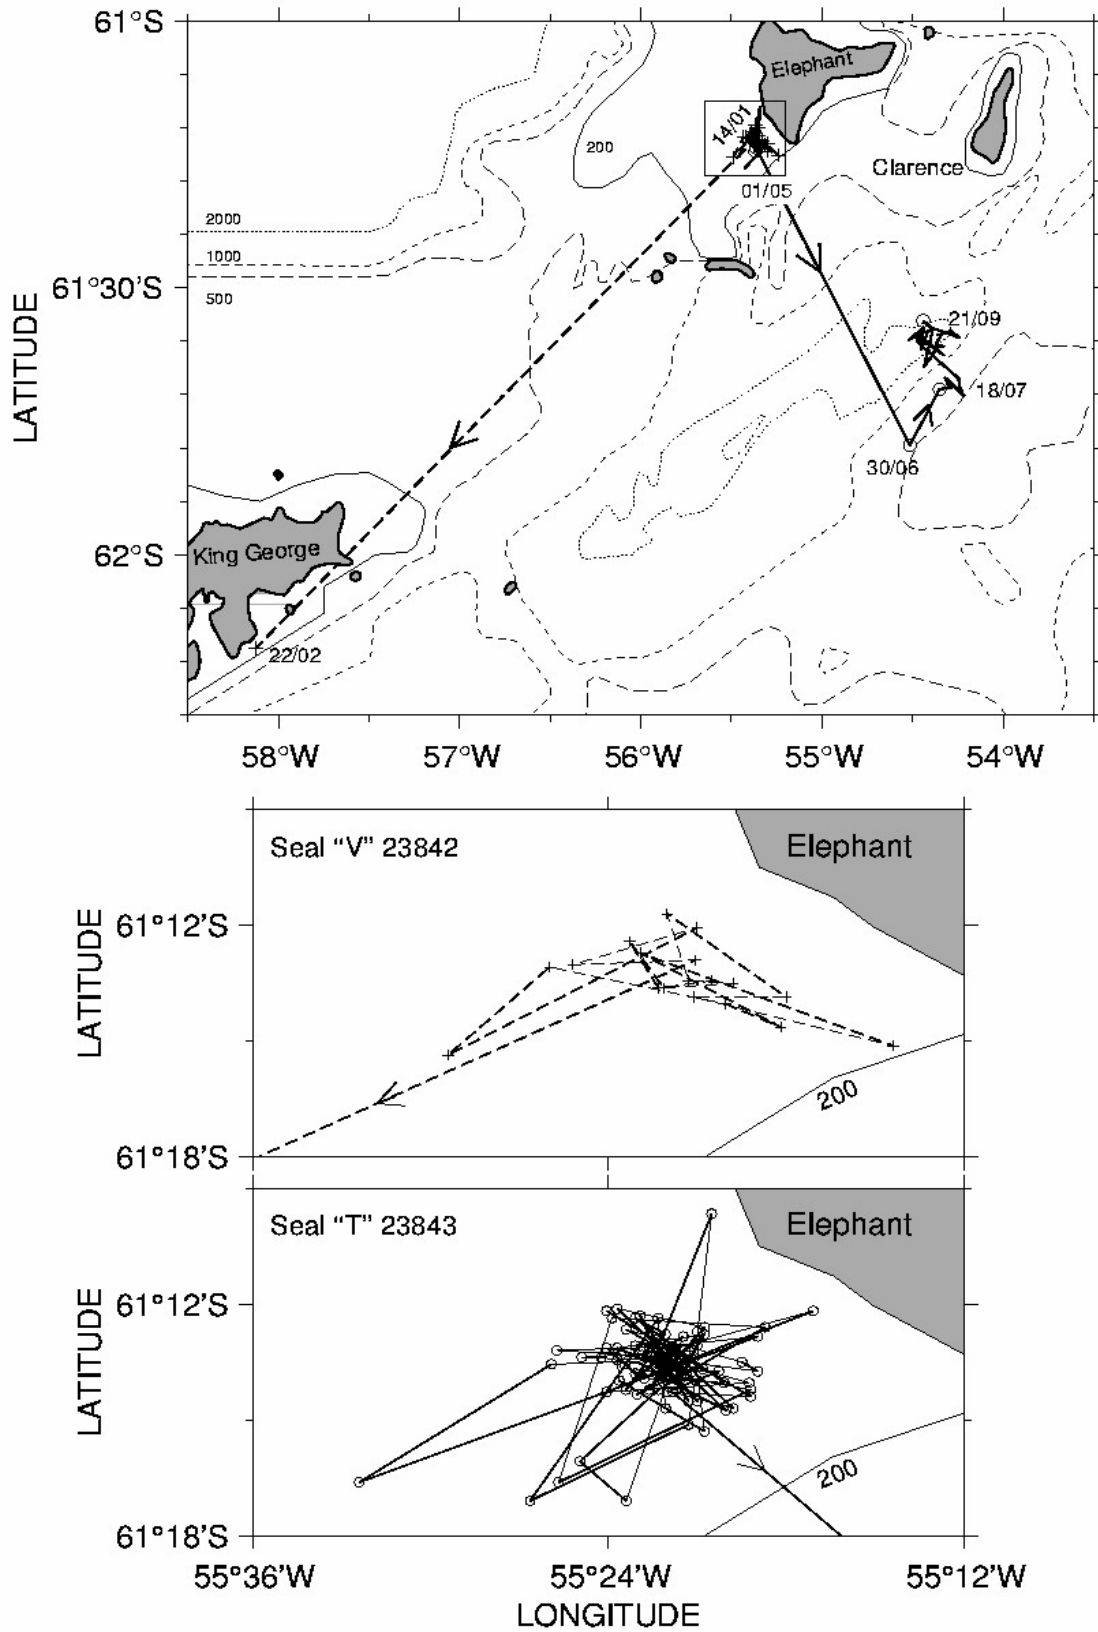 61°S
Elephant
14/01
200
Clarence
01/05
2000
1000
61°30'S
500
21/09
18/07
30/06
LATITUDE
62°S
King George
22/02
58°W
57°W
56°W
55°W
54°W
Seal “V” 23842
Elephant
61°12'S
LATITUDE
200
61°18'S
Seal “T” 23843
Elephant
61°12'S
LATITUDE
200
61°18'S
55°36'W
55°24'W
55°12'W
LONGITUDE